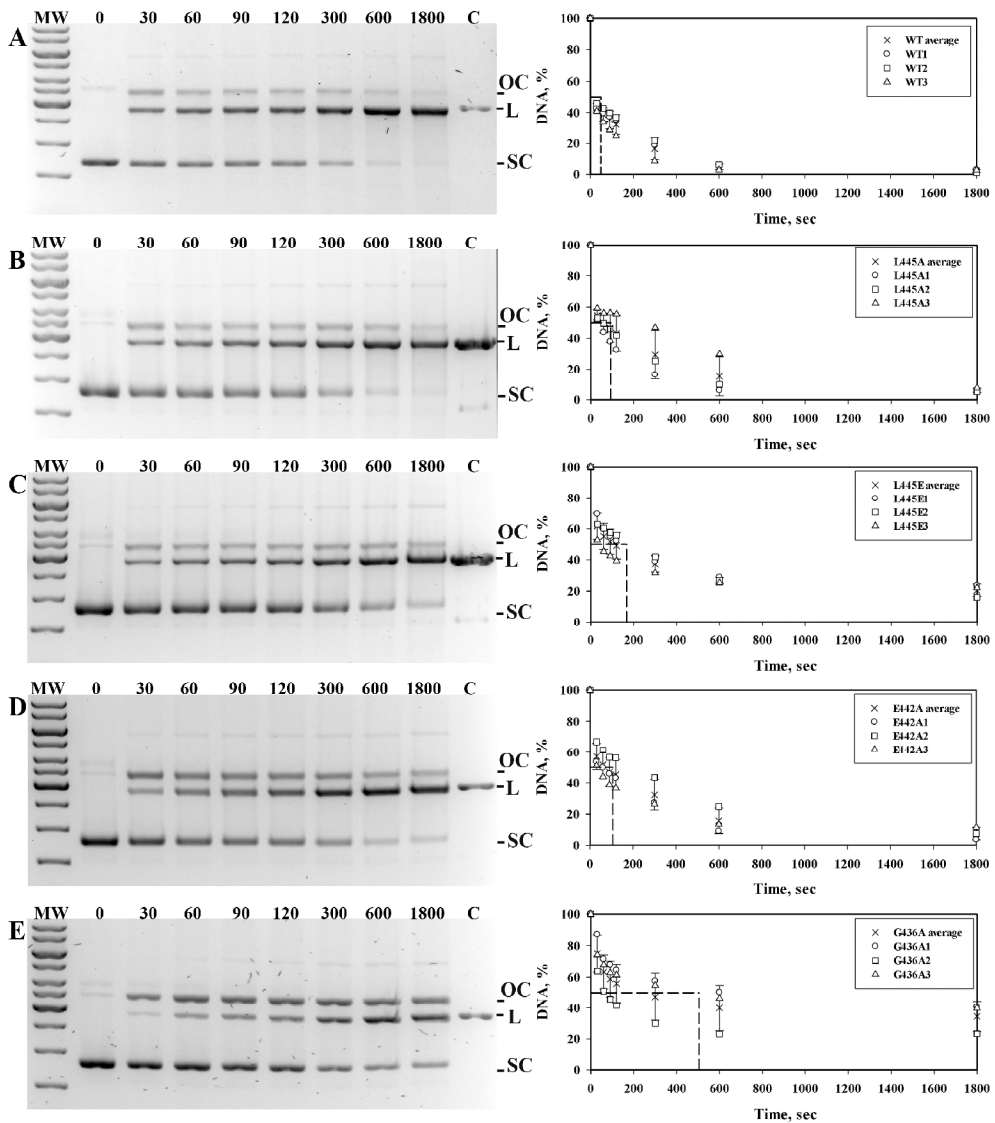 A
MW 0 30 60 90 120 300 600 1800 C
OC
L
SC
DNA, %
100
80
60
40
20
0
0 200 400 600 800 1000 1200 1400 1600 1800
Time, sec
WT average
WT1
WT2
WT3
B
MW 0 30 60 90 120 300 600 1800 C
OC
L
SC
DNA, %
100
80
60
40
20
0
0 200 400 600 800 1000 1200 1400 1600 1800
Time, sec
L445A average
L445A1
L445A2
L445A3
C
MW 0 30 60 90 120 300 600 1800 C
OC
L
SC
DNA, %
100
80
60
40
20
0
0 200 400 600 800 1000 1200 1400 1600 1800
Time, sec
L445E average
L445E1
L445E2
L445E3
D
MW 0 30 60 90 120 300 600 1800 C
OC
L
SC
DNA, %
100
80
60
40
20
0
0 200 400 600 800 1000 1200 1400 1600 1800
Time, sec
E442A average
E442A1
E442A2
E442A3
E
MW 0 30 60 90 120 300 600 1800 C
OC
L
SC
DNA, %
100
80
60
40
20
0
0 200 400 600 800 1000 1200 1400 1600 1800
Time, sec
G436A average
G436A1
G436A2
G436A3